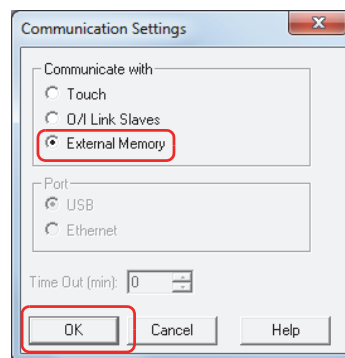 Communication Settings
Communicate with
Touch
O/I Link Slaves
External Memory
Port
USB
Ethernet
Time Out (min): 0
OK Cancel Help